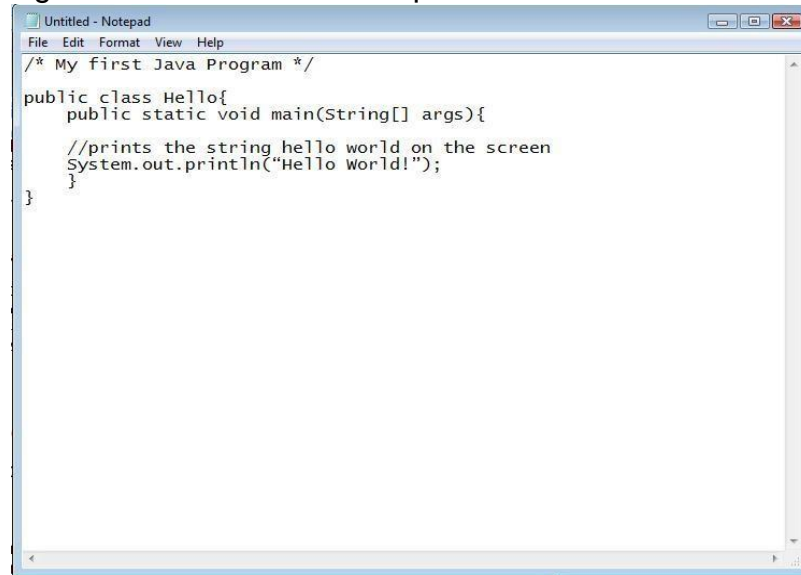 Untitled - Notepad
File Edit Format View Help
/* My first Java Program */
public class Hello{
public static void main(String[] args){
//prints the string hello world on the screen
System.out.println(“Hello World!");
}
}